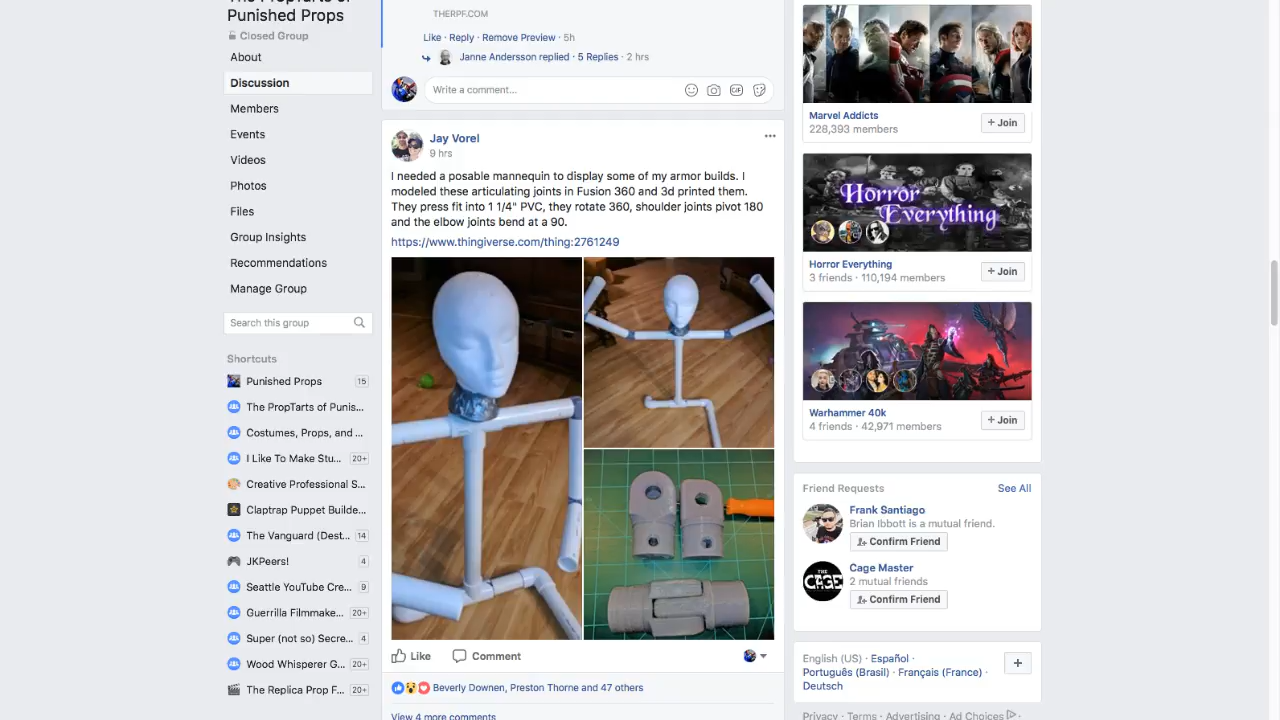 Punished Props
Closed Group
About
Discussion
Members
Events
Videos
Photos
Files
Group Insights
Recommendations
Manage Group
Search this group
Shortcuts
Punished Props 15
The PropTarts of Punis...
Costumes, Props, and ...
I Like To Make Stu... 20+
Creative Professional S...
Claptrap Puppet Builde...
The Vanguard (Dest... 14
JKPeers! 4
Seattle YouTube Cre... 9
Guerrilla Filmmake... 20+
Super (not so) Secre... 4
Wood Whisperer G... 20+
The Replica Prop F... 20+
THERPF.COM
Like · Reply · Remove Preview · 5h
Janne Andersson replied · 5 Replies · 2 hrs
Write a comment...
GIF
Jay Vorel
9 hrs
I needed a posable mannequin to display some of my armor builds. I
modeled these articulating joints in Fusion 360 and 3d printed them.
They press fit into 1 1/4" PVC, they rotate 360, shoulder joints pivot 180
and the elbow joints bend at a 90.
https://www.thingiverse.com/thing:2761249
Like Comment
Beverly Downen, Preston Thorne and 47 others
View 4 more comments
Marvel Addicts
228,393 members
+ Join
Horror
Everything
Horror Everything
3 friends · 110,194 members
+ Join
Warhammer 40k
4 friends · 42,971 members
+ Join
Friend Requests See All
Frank Santiago
Brian Ibbott is a mutual friend.
Confirm Friend
THE
CAGE
Cage Master
2 mutual friends
Confirm Friend
English (US) · Español ·
Português (Brasil) · Français (France) ·
Deutsch
+
Privacy · Terms · Advertising · Ad Choices